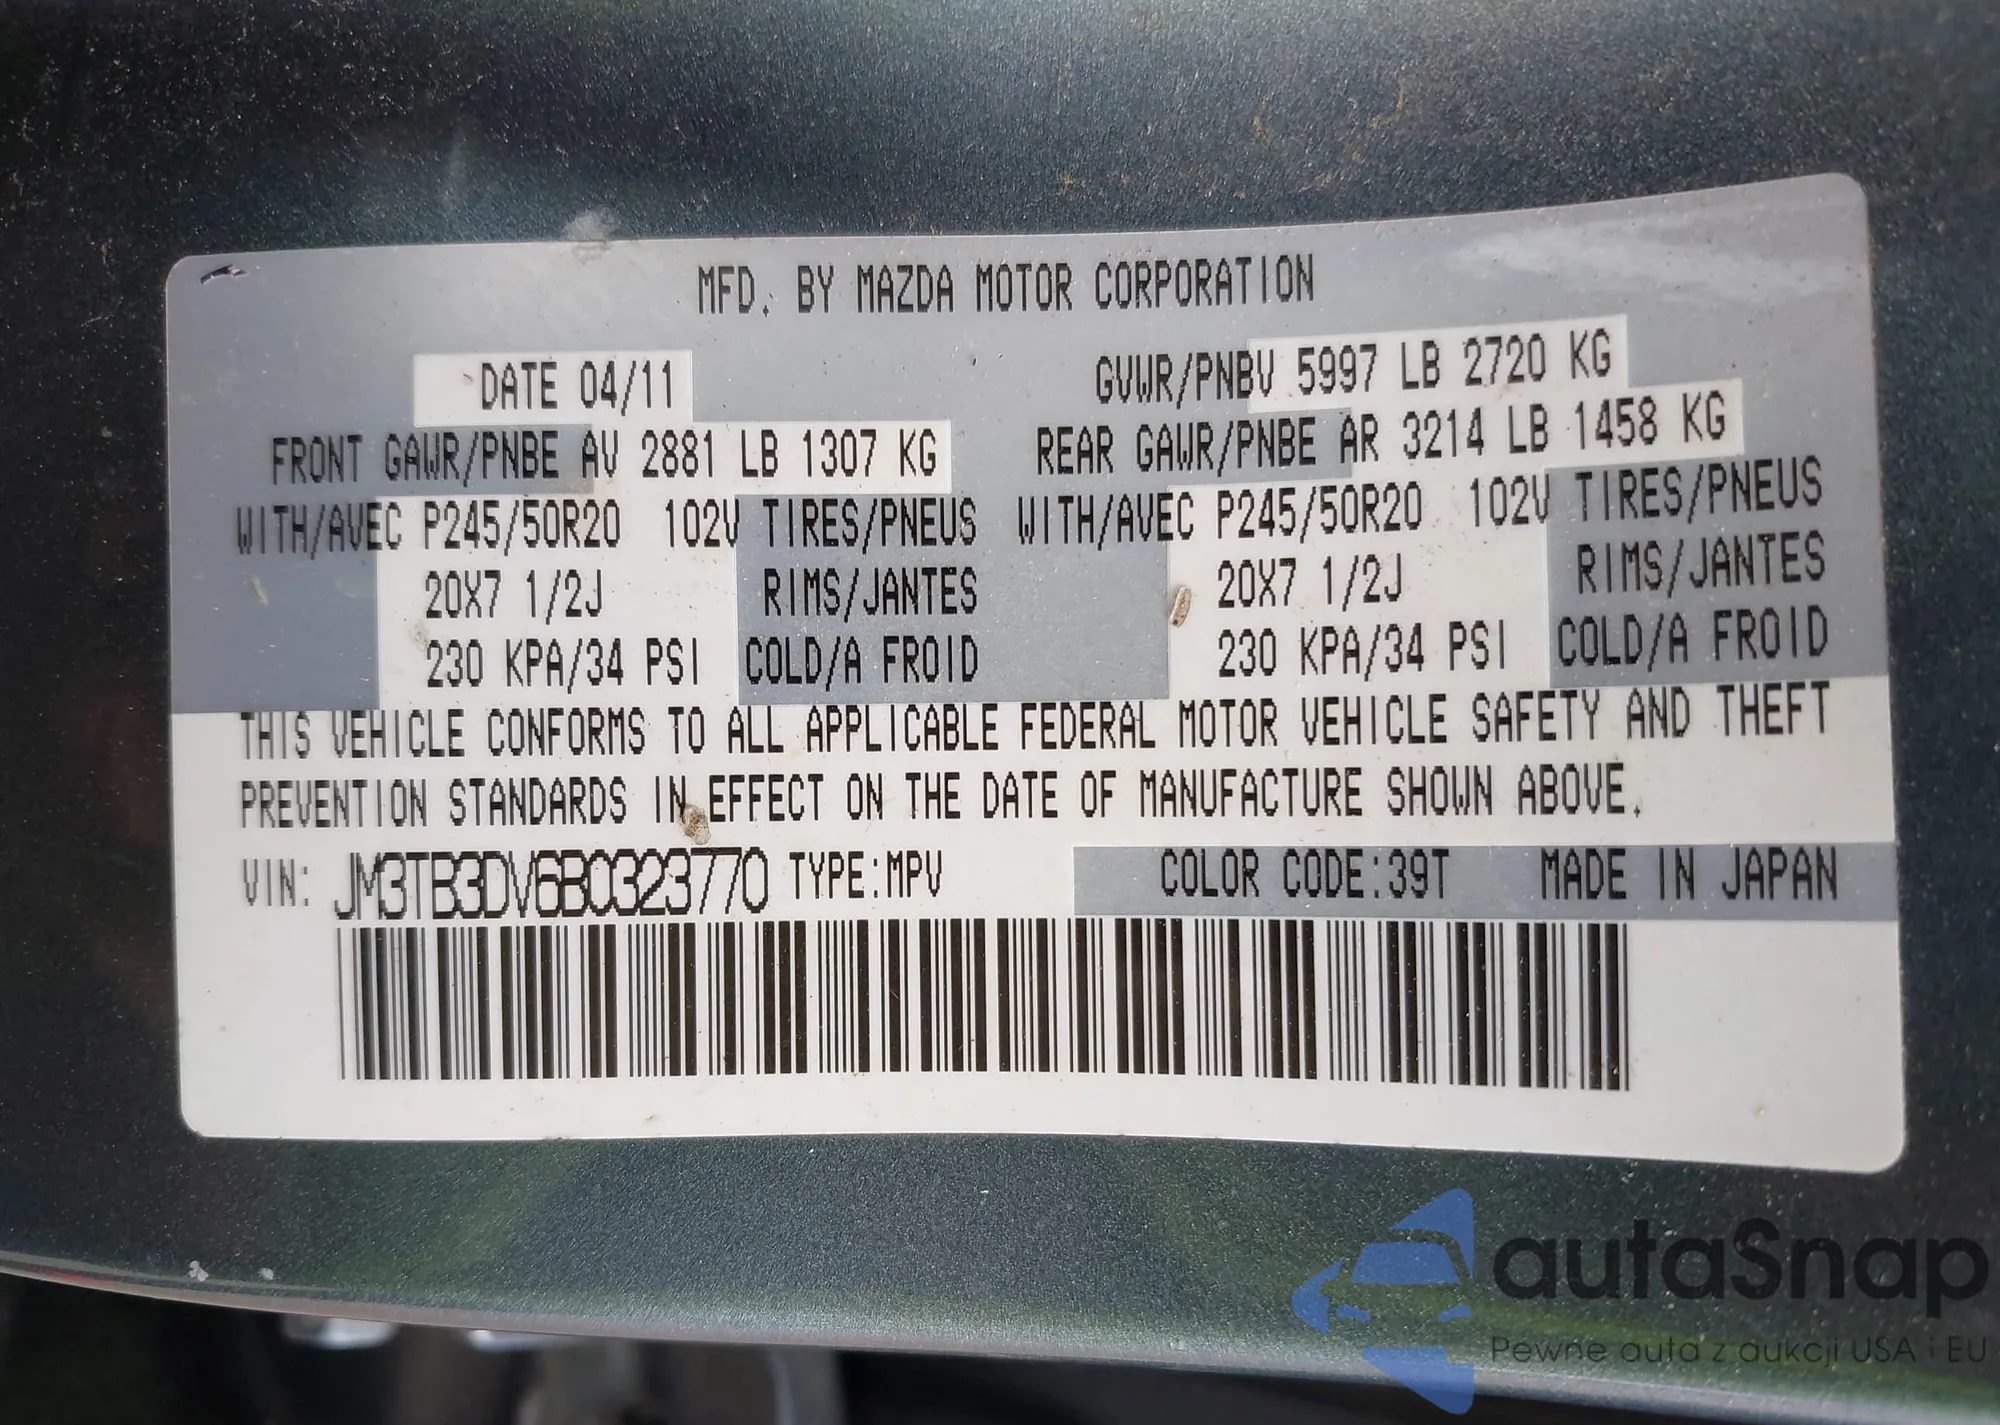 MFD. BY MAZDA MOTOR CORPORATION
DATE 04/11
GVWR/PNBV 5997 LB 2720 KG
FRONT GAWR/PNBE AV 2881 LB 1307 KG
REAR GAWR/PNBE AR 3214 LB 1458 KG
WITH/AVEC P245/50R20 102V TIRES/PNEUS
WITH/AVEC P245/50R20 102V TIRES/PNEUS
20X7 1/2J RIMS/JANTES
20X7 1/2J RIMS/JANTES
230 KPA/34 PSI COLD/A FROID
230 KPA/34 PSI COLD/A FROID
THIS VEHICLE CONFORMS TO ALL APPLICABLE FEDERAL MOTOR VEHICLE SAFETY AND THEFT
PREVENTION STANDARDS IN EFFECT ON THE DATE OF MANUFACTURE SHOWN ABOVE.
VIN: JM3TB3DV6B0323770 TYPE:MPV COLOR CODE:39T MADE IN JAPAN
autaSnap
Pewne auta z aukcji USA i EU